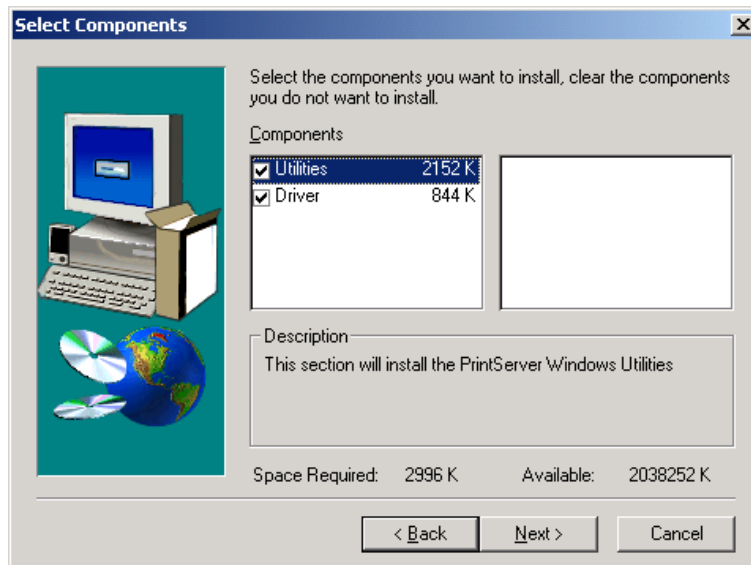 Select Components
Select the components you want to install, clear the components
you do not want to install.
Components
Utilities 2152 K
Driver 844 K
Description
This section will install the PrintServer Windows Utilities
Space Required: 2996 K Available: 2038252 K
< Back Next > Cancel